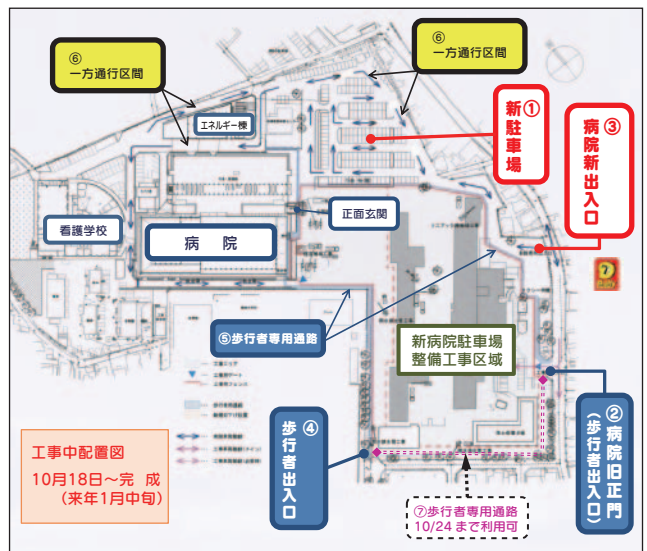 ⑥
一方通行区間
⑥
一方通行区間
エネルギー棟
①新駐車場
③病院新出入口
看護学校
病　院
正面玄関
⑤歩行者専用通路
新病院駐車場
整備工事区域
工事中配置図
10月18日～完　成
（来年1月中旬）
④歩行者出入口
②病院旧正門
（歩行者出入口）
⑦歩行者専用通路
10/24まで利用可